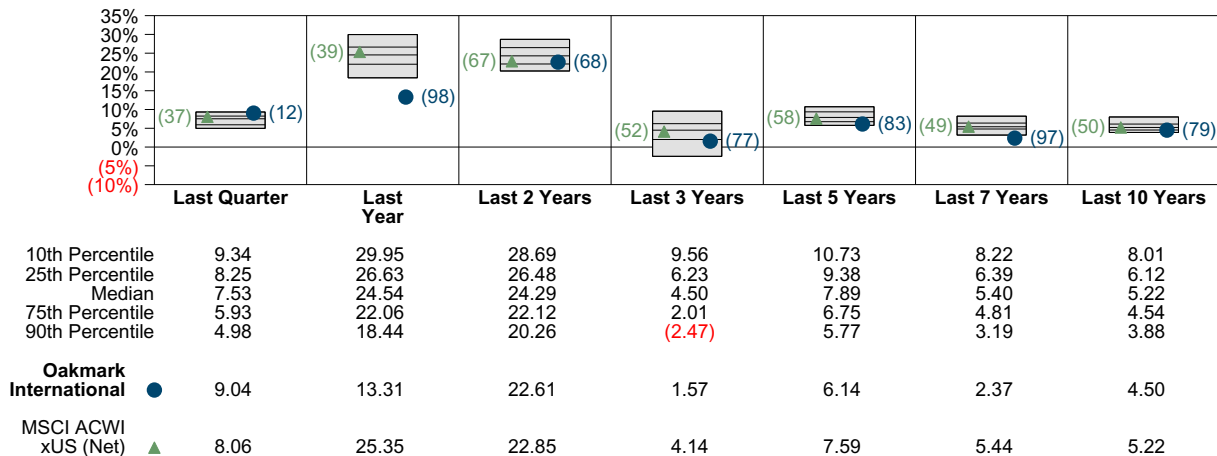 35%
30%
25%
20%
15%
10%
5%
0%
(5%)
(10%)
(37) (12)
(39) (98)
(67) (68)
(52) (77)
(58) (83)
(49) (97)
(50) (79)
Last Quarter Last Year Last 2 Years Last 3 Years Last 5 Years Last 7 Years Last 10 Years
10th Percentile 9.34 29.95 28.69 9.56 10.73 8.22 8.01
25th Percentile 8.25 26.63 26.48 6.23 9.38 6.39 6.12
Median 7.53 24.54 24.29 4.50 7.89 5.40 5.22
75th Percentile 5.93 22.06 22.12 2.01 6.75 4.81 4.54
90th Percentile 4.98 18.44 20.26 (2.47) 5.77 3.19 3.88
Oakmark
International 9.04 13.31 22.61 1.57 6.14 2.37 4.50
MSCI ACWI
xUS (Net) 8.06 25.35 22.85 4.14 7.59 5.44 5.22